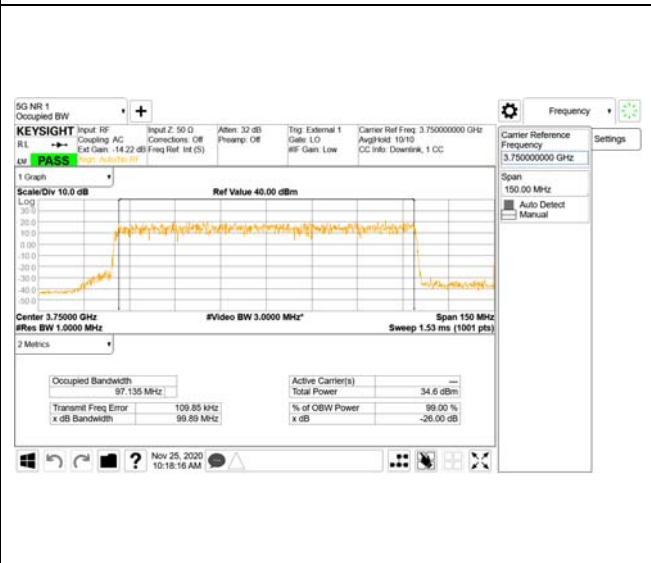 5G NR 1
Occupied BW
Frequency
KEYSIGHT
Input: RF
Coupling: AC
Ext Gain: -14.22 dB
Align: Auto/No RF
Input Z: 50 Ω
Corrections: Off
Freq Ref: Int (S)
Atten: 32 dB
Preamp: Off
Trig: External 1
Gate: LO
#IF Gain: Low
Carrier Ref Freq: 3.750000000 GHz
Avg|Hold: 10/10
CC Info: Downlink, 1 CC
R L
PASS
Carrier Reference
Frequency
3.750000000 GHz
Settings
Span
150.00 MHz
Auto Detect
Manual
1 Graph
Scale/Div 10.0 dB
Ref Value 40.00 dBm
Log
30.0
20.0
10.0
0.00
-10.0
-20.0
-30.0
-40.0
-50.0
Center 3.75000 GHz
#Video BW 3.0000 MHz*
Span 150 MHz
#Res BW 1.0000 MHz
Sweep 1.53 ms (1001 pts)
2 Metrics
Occupied Bandwidth
97.135 MHz
Active Carrier(s) ---
Total Power 34.6 dBm
Transmit Freq Error 109.85 kHz
x dB Bandwidth 99.89 MHz
% of OBW Power 99.00 %
x dB -26.00 dB
?
Nov 25, 2020
10:18:16 AM